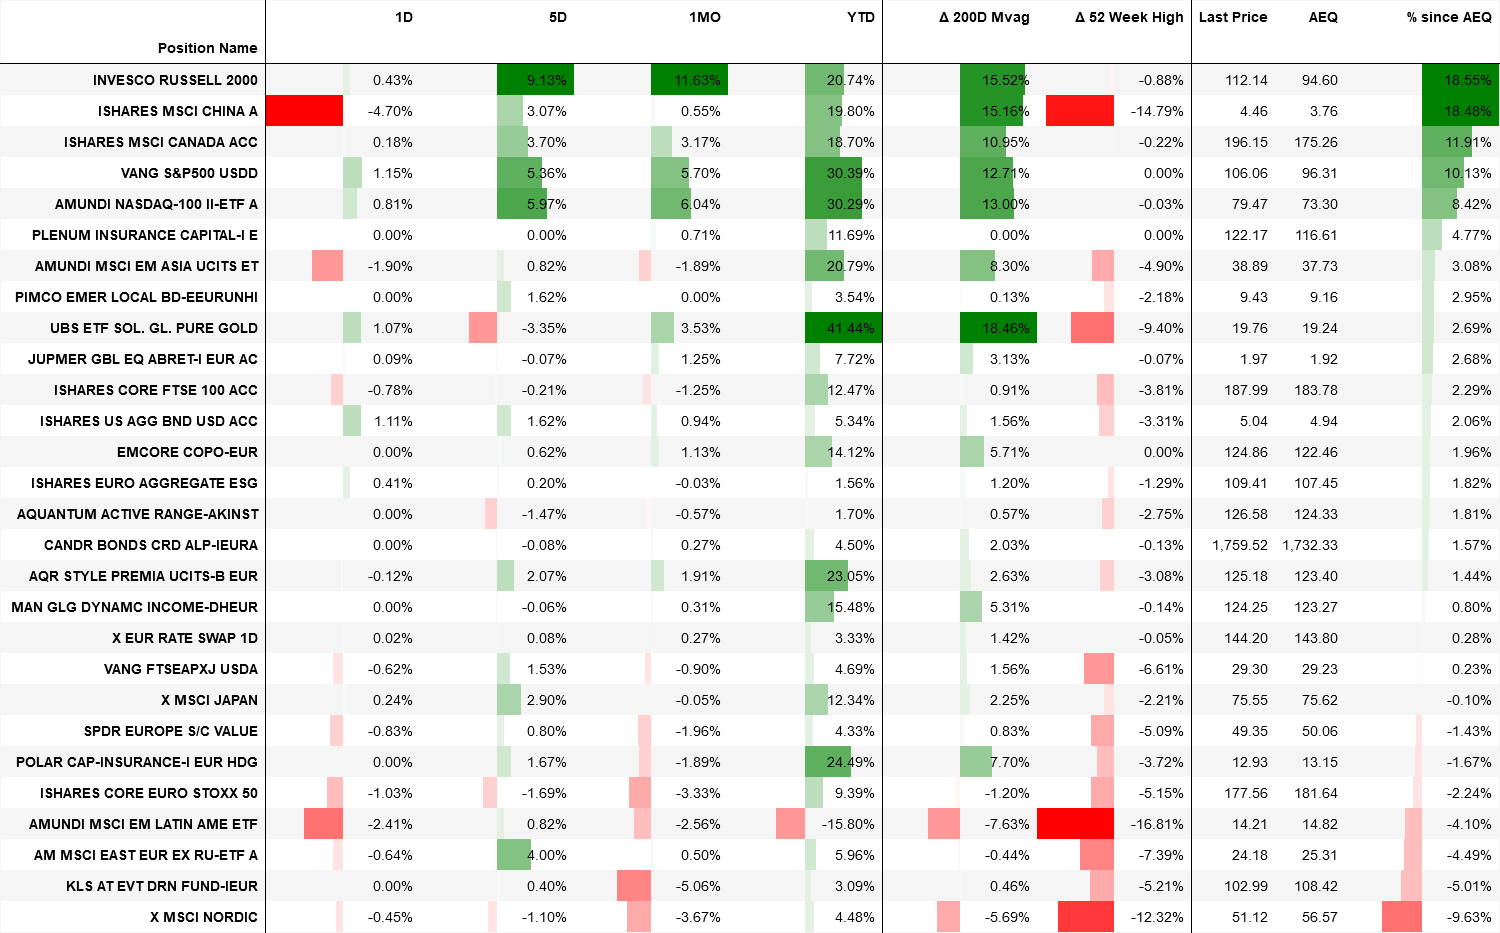 1D 5D 1MO YTD Δ 200D Mvag Δ 52 Week High Last Price AEQ % since AEQ
Position Name
INVESCO RUSSELL 2000 0.43% 9.13% 11.63% 20.74% 15.52% -0.88% 112.14 94.60 18.55%
ISHARES MSCI CHINA A -4.70% 3.07% 0.55% 19.80% 15.16% -14.79% 4.46 3.76 18.48%
ISHARES MSCI CANADA ACC 0.18% 3.70% 3.17% 18.70% 10.95% -0.22% 196.15 175.26 11.91%
VANG S&P500 USDD 1.15% 5.36% 5.70% 30.39% 12.71% 0.00% 106.06 96.31 10.13%
AMUNDI NASDAQ-100 II-ETF A 0.81% 5.97% 6.04% 30.29% 13.00% -0.03% 79.47 73.30 8.42%
PLENUM INSURANCE CAPITAL-I E 0.00% 0.00% 0.71% 11.69% 0.00% 0.00% 122.17 116.61 4.77%
AMUNDI MSCI EM ASIA UCITS ET -1.90% 0.82% -1.89% 20.79% 8.30% -4.90% 38.89 37.73 3.08%
PIMCO EMER LOCAL BD-EEURUNHI 0.00% 1.62% 0.00% 3.54% 0.13% -2.18% 9.43 9.16 2.95%
UBS ETF SOL. GL. PURE GOLD 1.07% -3.35% 3.53% 41.44% 18.46% -9.40% 19.76 19.24 2.69%
JUPMER GBL EQ ABRET-I EUR AC 0.09% -0.07% 1.25% 7.72% 3.13% -0.07% 1.97 1.92 2.68%
ISHARES CORE FTSE 100 ACC -0.78% -0.21% -1.25% 12.47% 0.91% -3.81% 187.99 183.78 2.29%
ISHARES US AGG BND USD ACC 1.11% 1.62% 0.94% 5.34% 1.56% -3.31% 5.04 4.94 2.06%
EMCORE COPO-EUR 0.00% 0.62% 1.13% 14.12% 5.71% 0.00% 124.86 122.46 1.96%
ISHARES EURO AGGREGATE ESG 0.41% 0.20% -0.03% 1.56% 1.20% -1.29% 109.41 107.45 1.82%
AQUANTUM ACTIVE RANGE-AKINST 0.00% -1.47% -0.57% 1.70% 0.57% -2.75% 126.58 124.33 1.81%
CANDR BONDS CRD ALP-IEURA 0.00% -0.08% 0.27% 4.50% 2.03% -0.13% 1,759.52 1,732.33 1.57%
AQR STYLE PREMIA UCITS-B EUR -0.12% 2.07% 1.91% 23.05% 2.63% -3.08% 125.18 123.40 1.44%
MAN GLG DYNAMC INCOME-DHEUR 0.00% -0.06% 0.31% 15.48% 5.31% -0.14% 124.25 123.27 0.80%
X EUR RATE SWAP 1D 0.02% 0.08% 0.27% 3.33% 1.42% -0.05% 144.20 143.80 0.28%
VANG FTSEAPXJ USDA -0.62% 1.53% -0.90% 4.69% 1.56% -6.61% 29.30 29.23 0.23%
X MSCI JAPAN 0.24% 2.90% -0.05% 12.34% 2.25% -2.21% 75.55 75.62 -0.10%
SPDR EUROPE S/C VALUE -0.83% 0.80% -1.96% 4.33% 0.83% -5.09% 49.35 50.06 -1.43%
POLAR CAP-INSURANCE-I EUR HDG 0.00% 1.67% -1.89% 24.49% 7.70% -3.72% 12.93 13.15 -1.67%
ISHARES CORE EURO STOXX 50 -1.03% -1.69% -3.33% 9.39% -1.20% -5.15% 177.56 181.64 -2.24%
AMUNDI MSCI EM LATIN AME ETF -2.41% 0.82% -2.56% -15.80% -7.63% -16.81% 14.21 14.82 -4.10%
AM MSCI EAST EUR EX RU-ETF A -0.64% 4.00% 0.50% 5.96% -0.44% -7.39% 24.18 25.31 -4.49%
KLS AT EVT DRN FUND-IEUR 0.00% 0.40% -5.06% 3.09% 0.46% -5.21% 102.99 108.42 -5.01%
X MSCI NORDIC -0.45% -1.10% -3.67% 4.48% -5.69% -12.32% 51.12 56.57 -9.63%